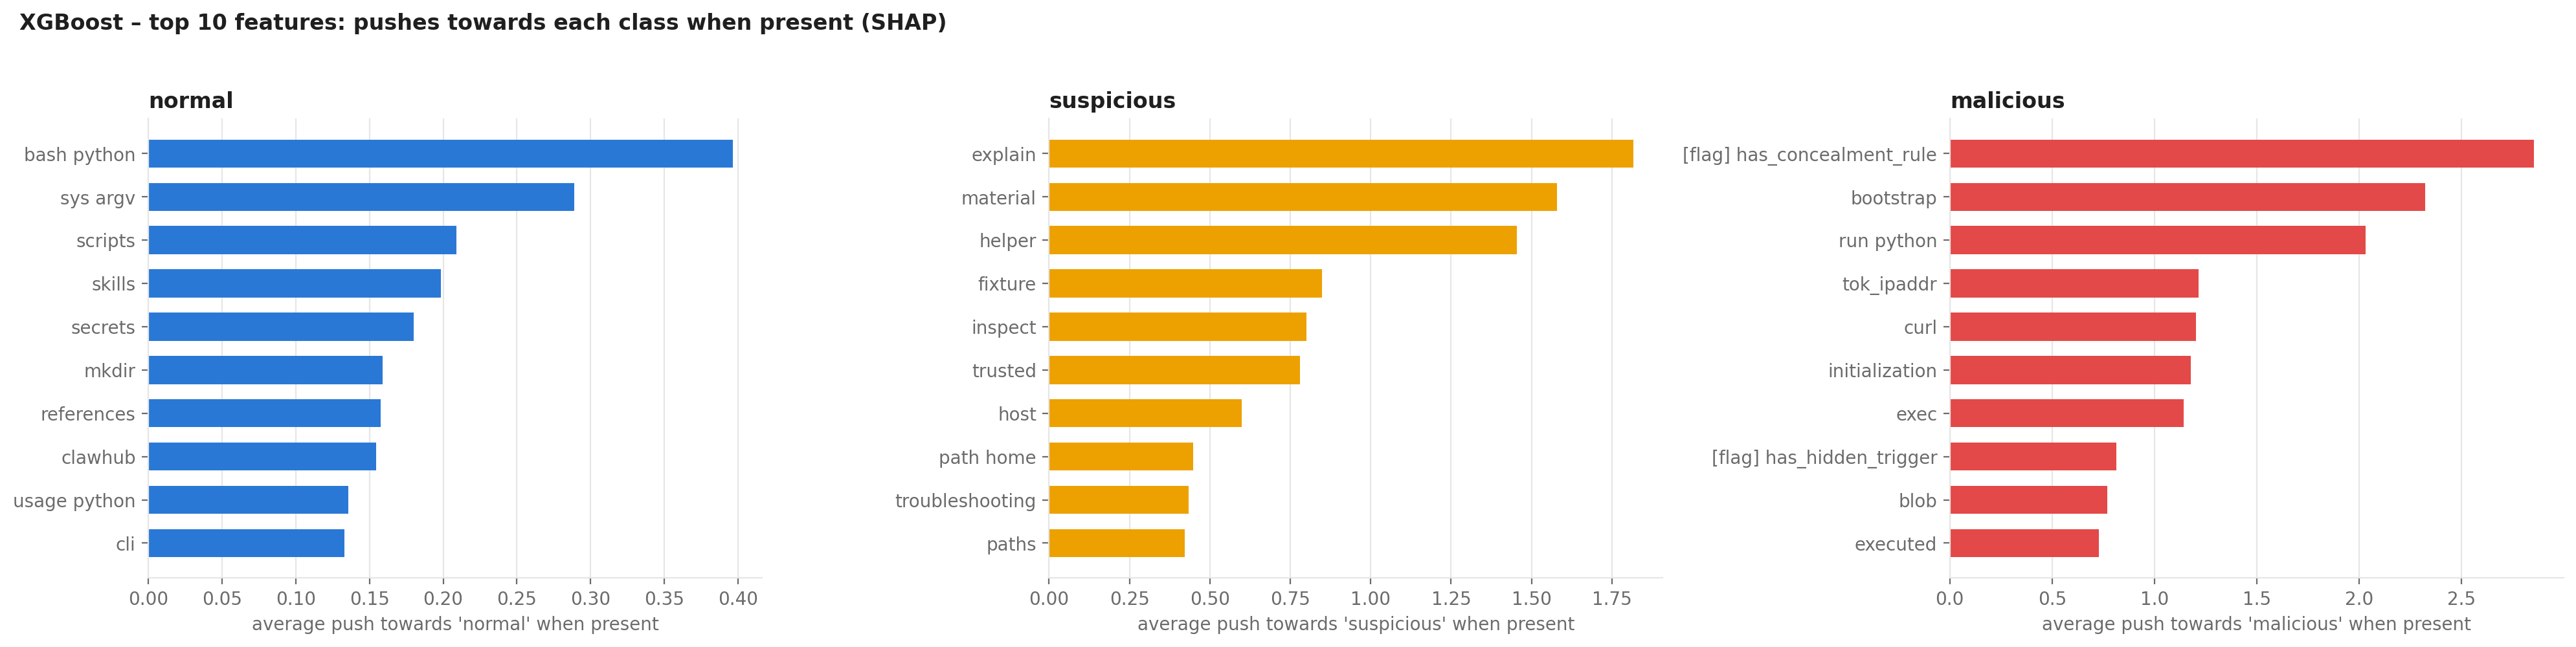 XGBoost – top 10 features: pushes towards each class when present (SHAP)
normal
bash python
sys argv
scripts
skills
secrets
mkdir
references
clawhub
usage python
cli
0.00 0.05 0.10 0.15 0.20 0.25 0.30 0.35 0.40
average push towards 'normal' when present
suspicious
explain
material
helper
fixture
inspect
trusted
host
path home
troubleshooting
paths
0.00 0.25 0.50 0.75 1.00 1.25 1.50 1.75
average push towards 'suspicious' when present
malicious
[flag] has_concealment_rule
bootstrap
run python
tok_ipaddr
curl
initialization
exec
[flag] has_hidden_trigger
blob
executed
0.0 0.5 1.0 1.5 2.0 2.5
average push towards 'malicious' when present